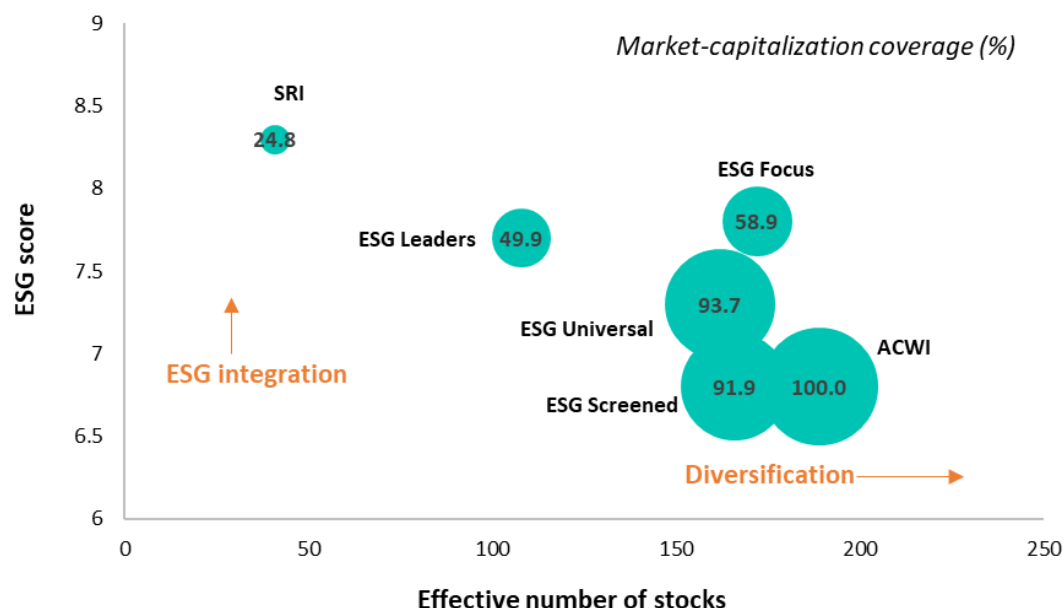 9
Market-capitalization coverage (%)
8.5
SRI
24.8
8
ESG Focus
58.9
ESG Leaders
49.9
7.5
ESG score
ESG Universal
93.7
7
ACWI
ESG integration
ESG Screened
91.9
100.0
6.5
Diversification
6
0 50 100 150 200 250
Effective number of stocks